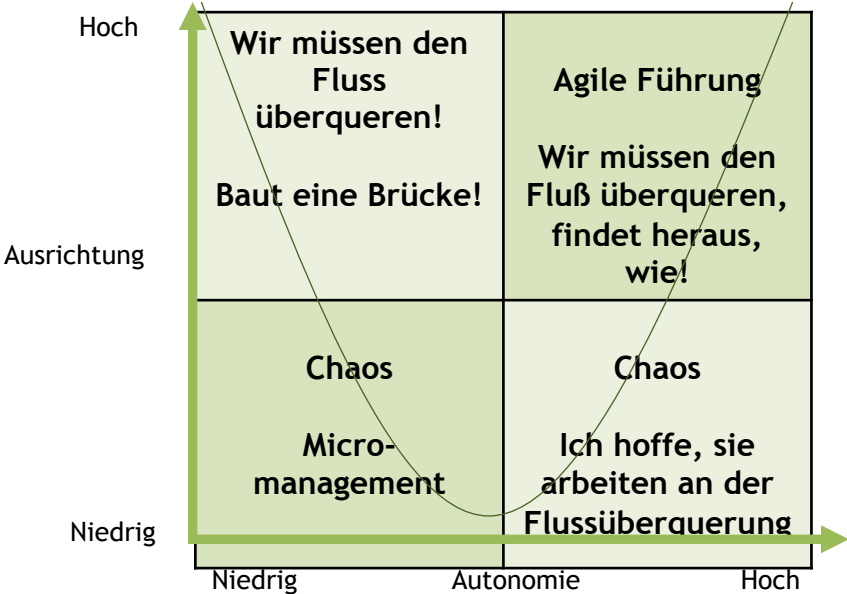 Hoch
Wir müssen den
Fluss
überqueren!
Baut eine Brücke!
Agile Führung
Wir müssen den
Fluß überqueren,
findet heraus,
wie!
Ausrichtung
Chaos
Micro-
management
Chaos
Ich hoffe, sie
arbeiten an der
Flussüberquerung
Niedrig
Niedrig
Autonomie
Hoch